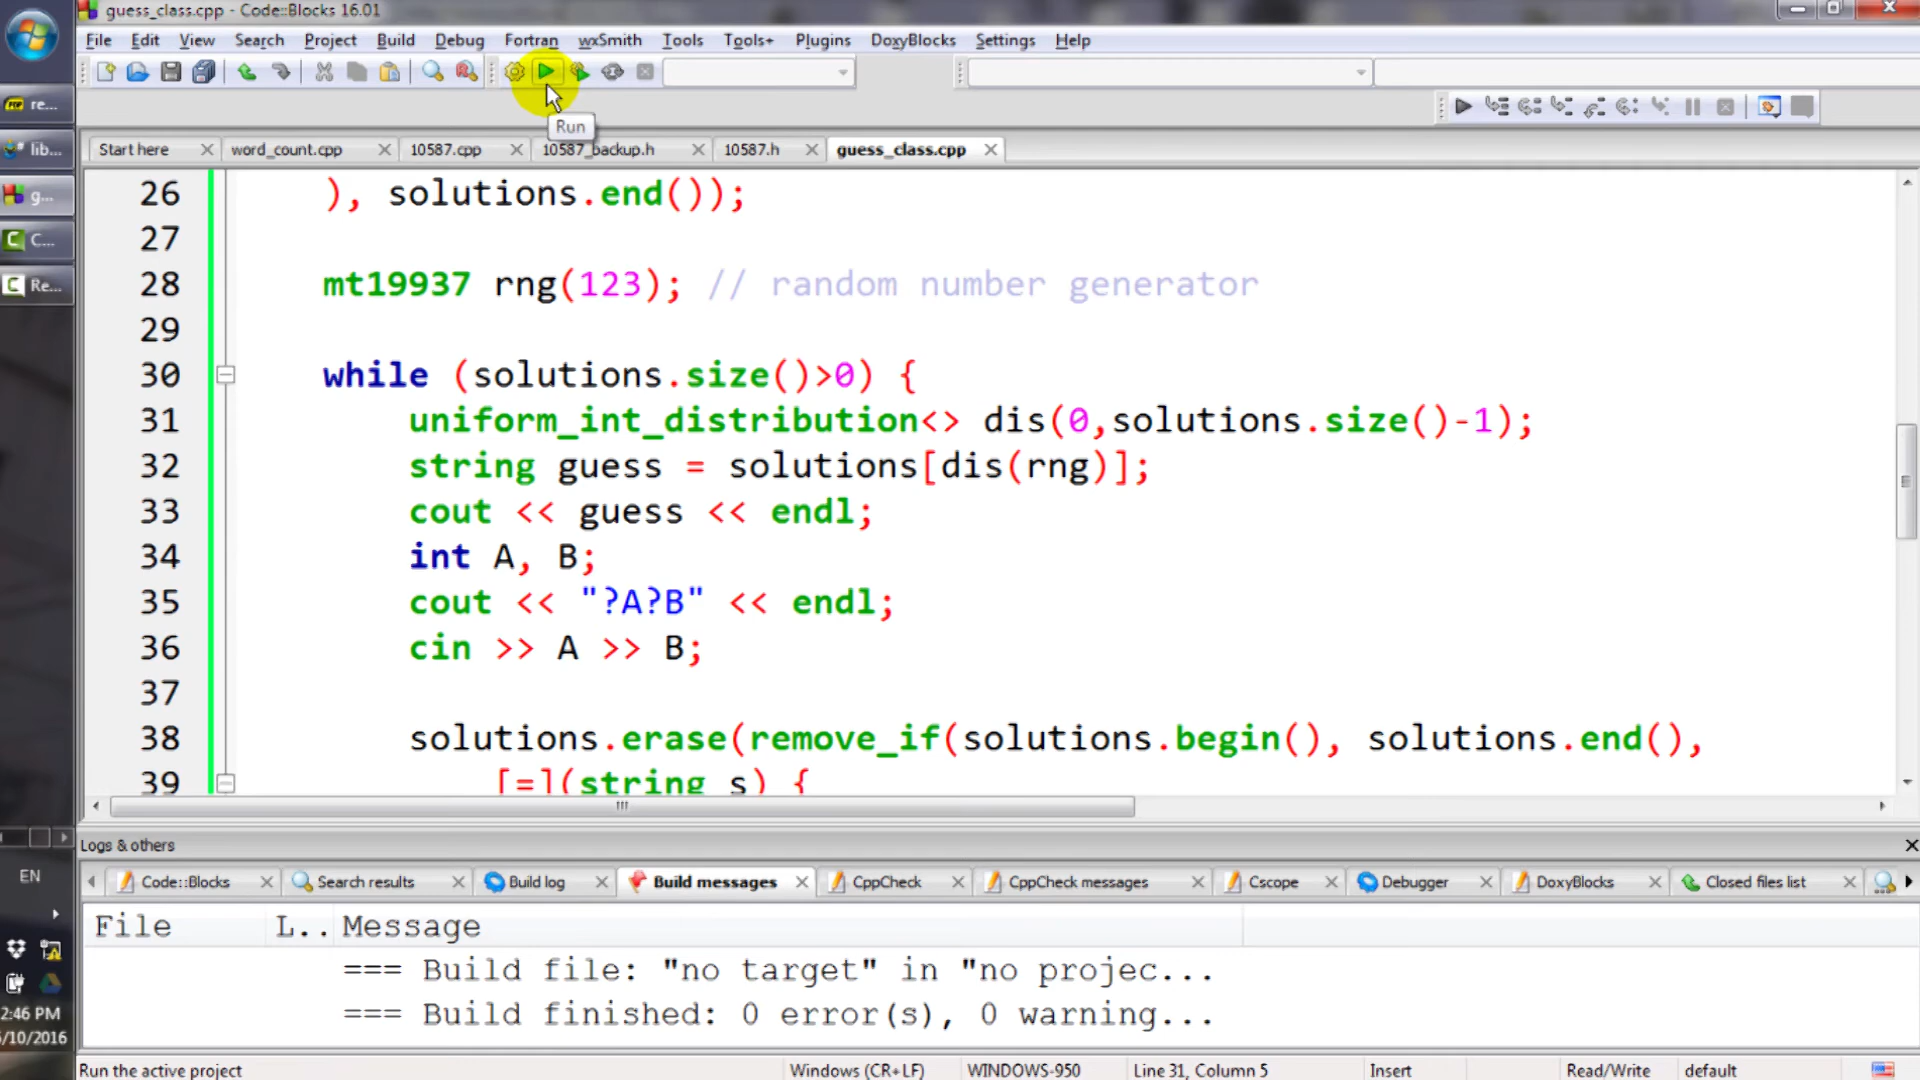 guess_class.cpp - Code::Blocks 16.01
File Edit View Search Project Build Debug Fortran wxSmith Tools Tools+ Plugins DoxyBlocks Settings Help
re...
Run
lib...
Start here word_count.cpp 10587.cpp 10587_backup.h 10587.h guess_class.cpp
g...
C...
Re...
26 ), solutions.end());
27
28 mt19937 rng(123); // random number generator
29
30 while (solutions.size()>0) {
31 uniform_int_distribution<> dis(0,solutions.size()-1);
32 string guess = solutions[dis(rng)];
33 cout << guess << endl;
34 int A, B;
35 cout << "?A?B" << endl;
36 cin >> A >> B;
37
38 solutions.erase(remove_if(solutions.begin(), solutions.end(),
39 [=](string s) {
Logs & others
EN
Code::Blocks Search results Build log Build messages CppCheck CppCheck messages Cscope Debugger DoxyBlocks Closed files list
File L.. Message
=== Build file: "no target" in "no projec...
=== Build finished: 0 error(s), 0 warning...
2:46 PM
/10/2016
Run the active project Windows (CR+LF) WINDOWS-950 Line 31, Column 5 Insert Read/Write default